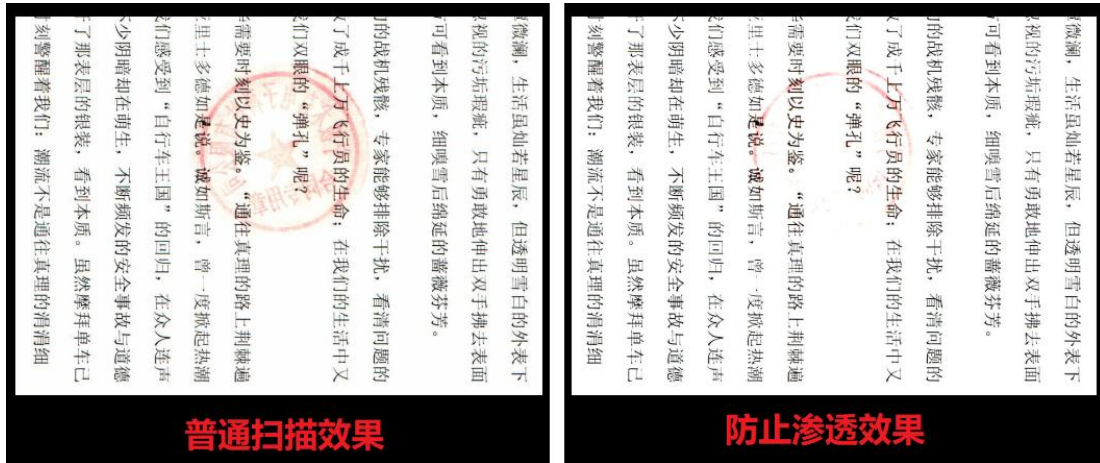 微澜，生活虽灿若星辰，但透明雪白的外表下
视的污垢瑕疵，只有勇敢地伸出双手拂去表面
可看到本质，细嗅雪后绵延的蔷薇芬芳。
的战机残骸，专家能够排除干扰，看清问题的
了成千上万飞行员的生命；在我们的生活中又
们双眼的“弹孔”呢？
需要时刻以史为鉴。“通往真理的路上荆棘遍
里士多德如是说。诚如斯言，曾一度掀起热潮
们感受到“自行车王国”的回归，在众人连声
不少阴暗却在萌生，不断频发的安全事故与道德
了那表层的银装，看到本质。虽然摩拜单车已
时刻警醒着我们：潮流不是通往真理的涓涓细
普通扫描效果
微澜，生活虽灿若星辰，但透明雪白的外表下
视的污垢瑕疵，只有勇敢地伸出双手拂去表面
可看到本质，细嗅雪后绵延的蔷薇芬芳。
的战机残骸，专家能够排除干扰，看清问题的
了成千上万飞行员的生命；在我们的生活中又
们双眼的“弹孔”呢？
需要时刻以史为鉴。“通往真理的路上荆棘遍
里士多德如是说。诚如斯言，曾一度掀起热潮
们感受到“自行车王国”的回归，在众人连声
不少阴暗却在萌生，不断频发的安全事故与道德
了那表层的银装，看到本质。虽然摩拜单车已
时刻警醒着我们：潮流不是通往真理的涓涓细
防止渗透效果